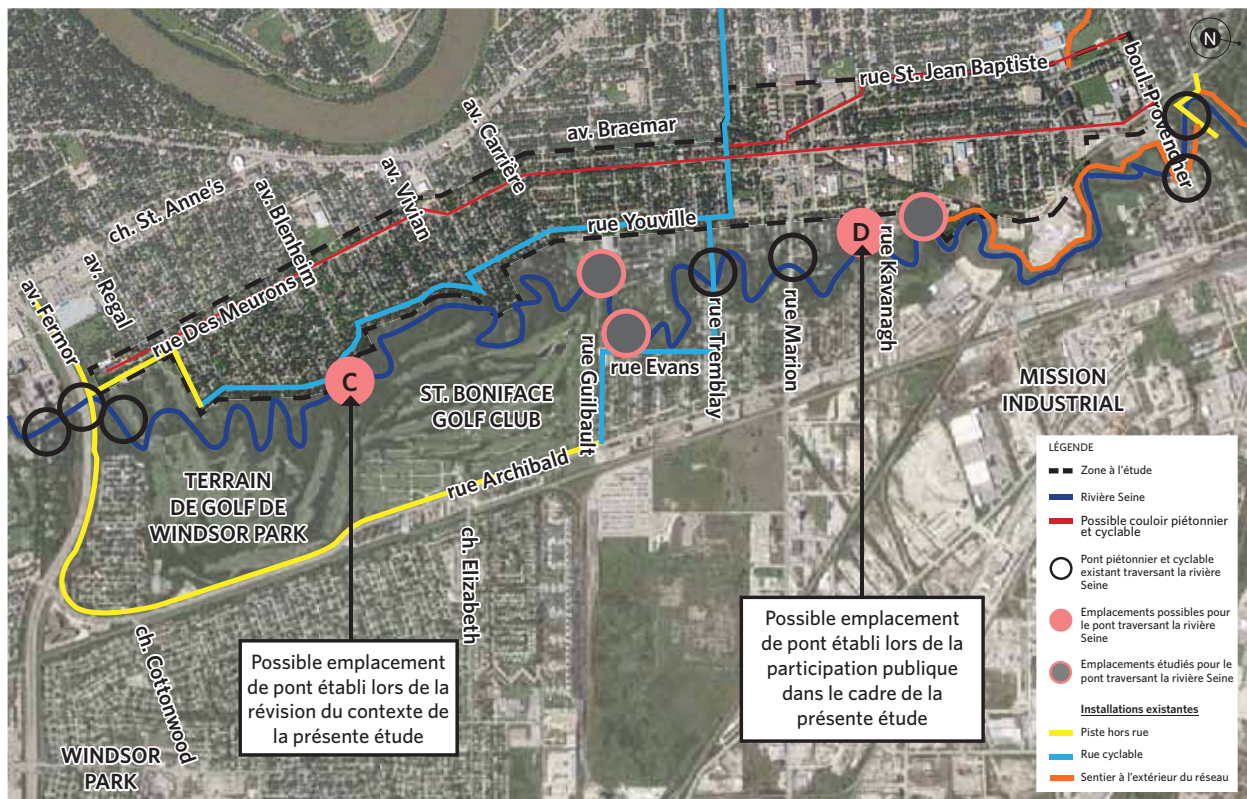 N
rue St. Jean Baptiste
boul. Provencher
av. Carrière
av. Braemar
av. Vivian
ch. St. Anne's
av. Blenheim
rue Youville
av. Regal
av. Fermor
rue Des Meurons
D
rue Kavanagh
rue Marion
rue Tremblay
rue Evans
rue Guilbault
C
ST. BONIFACE
GOLF CLUB
MISSION
INDUSTRIAL
TERRAIN
DE GOLF DE
WINDSOR PARK
rue Archibald
ch. Elizabeth
ch. Cottonwood
WINDSOR
PARK
Possible emplacement
de pont établi lors de la
révision du contexte de
la présente étude
Possible emplacement
de pont établi lors de la
participation publique
dans le cadre de la
présente étude
LÉGENDE
Zone à l'étude
Rivière Seine
Possible couloir piétonnier
et cyclable
Pont piétonnier et cyclable
existant traversant la rivière
Seine
Emplacements possibles pour
le pont traversant la rivière
Seine
Emplacements étudiés pour le
pont traversant la rivière Seine
Installations existantes
Piste hors rue
Rue cyclable
Sentier à l'extérieur du réseau